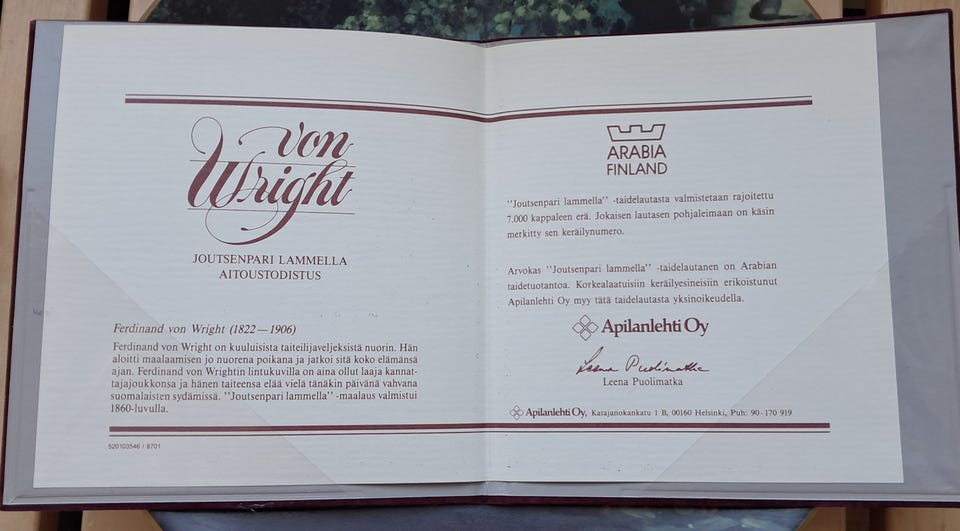 von
Wright
JOUTSENPARI LAMMELLA
AITOUSTODISTUS
Ferdinand von Wright (1822—1906)
Ferdinand von Wright on kuuluisista taiteilijaveljeksistä nuorin. Hän
aloitti maalaamisen jo nuorena poikana ja jatkoi sitä koko elämänsä
ajan. Ferdinand von Wrightin lintukuvilla on aina ollut laaja kannat-
tajajoukkonsa ja hänen taiteensa elää vielä tänäkin päivänä vahvana
suomalaisten sydämissä. ''Joutsenpari lammella'' -maalaus valmistui
1860-luvulla.
520103546 / 8701
ARABIA
FINLAND
''Joutsenpari lammella'' -taidelautasta valmistetaan rajoitettu
7.000 kappaleen erä. Jokaisen lautasen pohjaleimaan on käsin
merkitty sen keräilynumero.
Arvokas ''Joutsenpari lammella'' -taidelautanen on Arabian
taidetuotantoa. Korkealaatuisiin keräilyesineisiin erikoistunut
Apilanlehti Oy myy tätä taidelautasta yksinoikeudella.
Apilanlehti Oy
Leena Puolimatka
Leena Puolimatka
Apilanlehti Oy, Katajanokankatu 1 B, 00160 Helsinki, Puh: 90-170 919